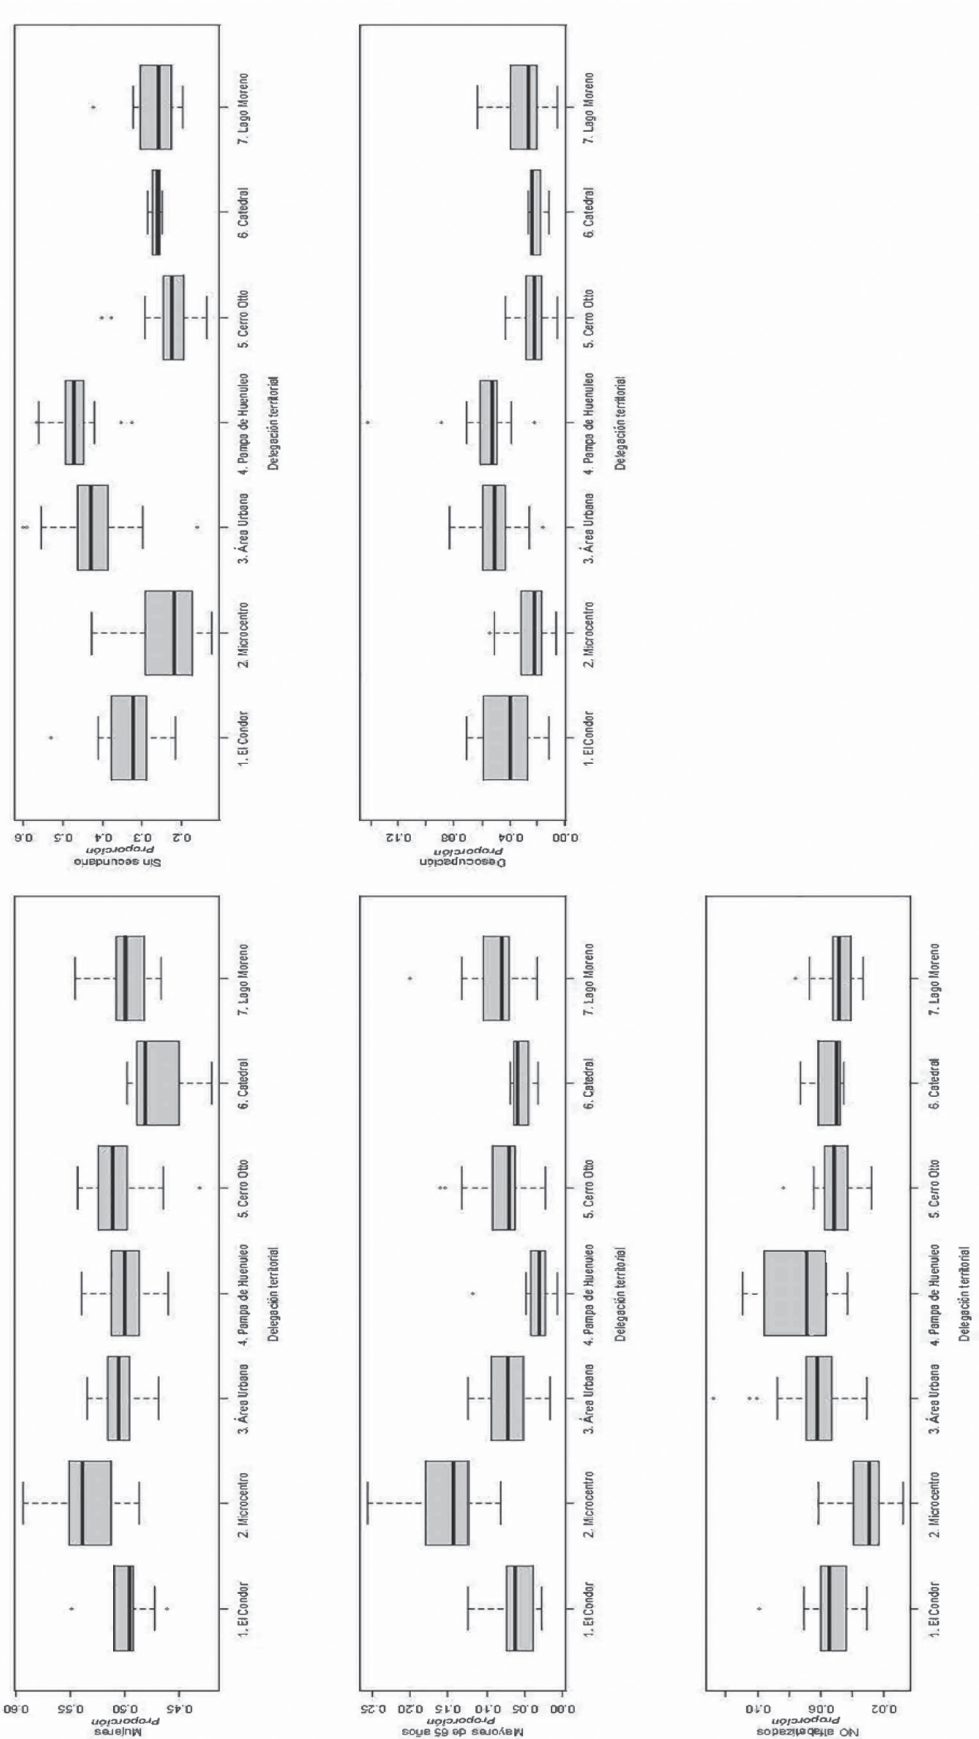 Mujeres
Proporción
0.60
0.55
0.50
0.45
1. El Condor
2. Microcentro
3. Área Urbana
4. Pampa de Huenuleo
5. Cerro Otto
6. Catedral
7. Lago Moreno
Delegación territorial
Sin secundario
Proporción
0.6
0.5
0.4
0.3
0.2
1. El Condor
2. Microcentro
3. Área Urbana
4. Pampa de Huenuleo
5. Cerro Otto
6. Catedral
7. Lago Moreno
Delegación territorial
Mayores de 65 años
Proporción
0.25
0.20
0.15
0.10
0.05
0.00
1. El Condor
2. Microcentro
3. Área Urbana
4. Pampa de Huenuleo
5. Cerro Otto
6. Catedral
7. Lago Moreno
Delegación territorial
Desocupación
Proporción
0.12
0.08
0.04
0.00
1. El Condor
2. Microcentro
3. Área Urbana
4. Pampa de Huenuleo
5. Cerro Otto
6. Catedral
7. Lago Moreno
Delegación territorial
NO alfabetizados
Proporción
0.10
0.06
0.02
1. El Condor
2. Microcentro
3. Área Urbana
4. Pampa de Huenuleo
5. Cerro Otto
6. Catedral
7. Lago Moreno
Delegación territorial